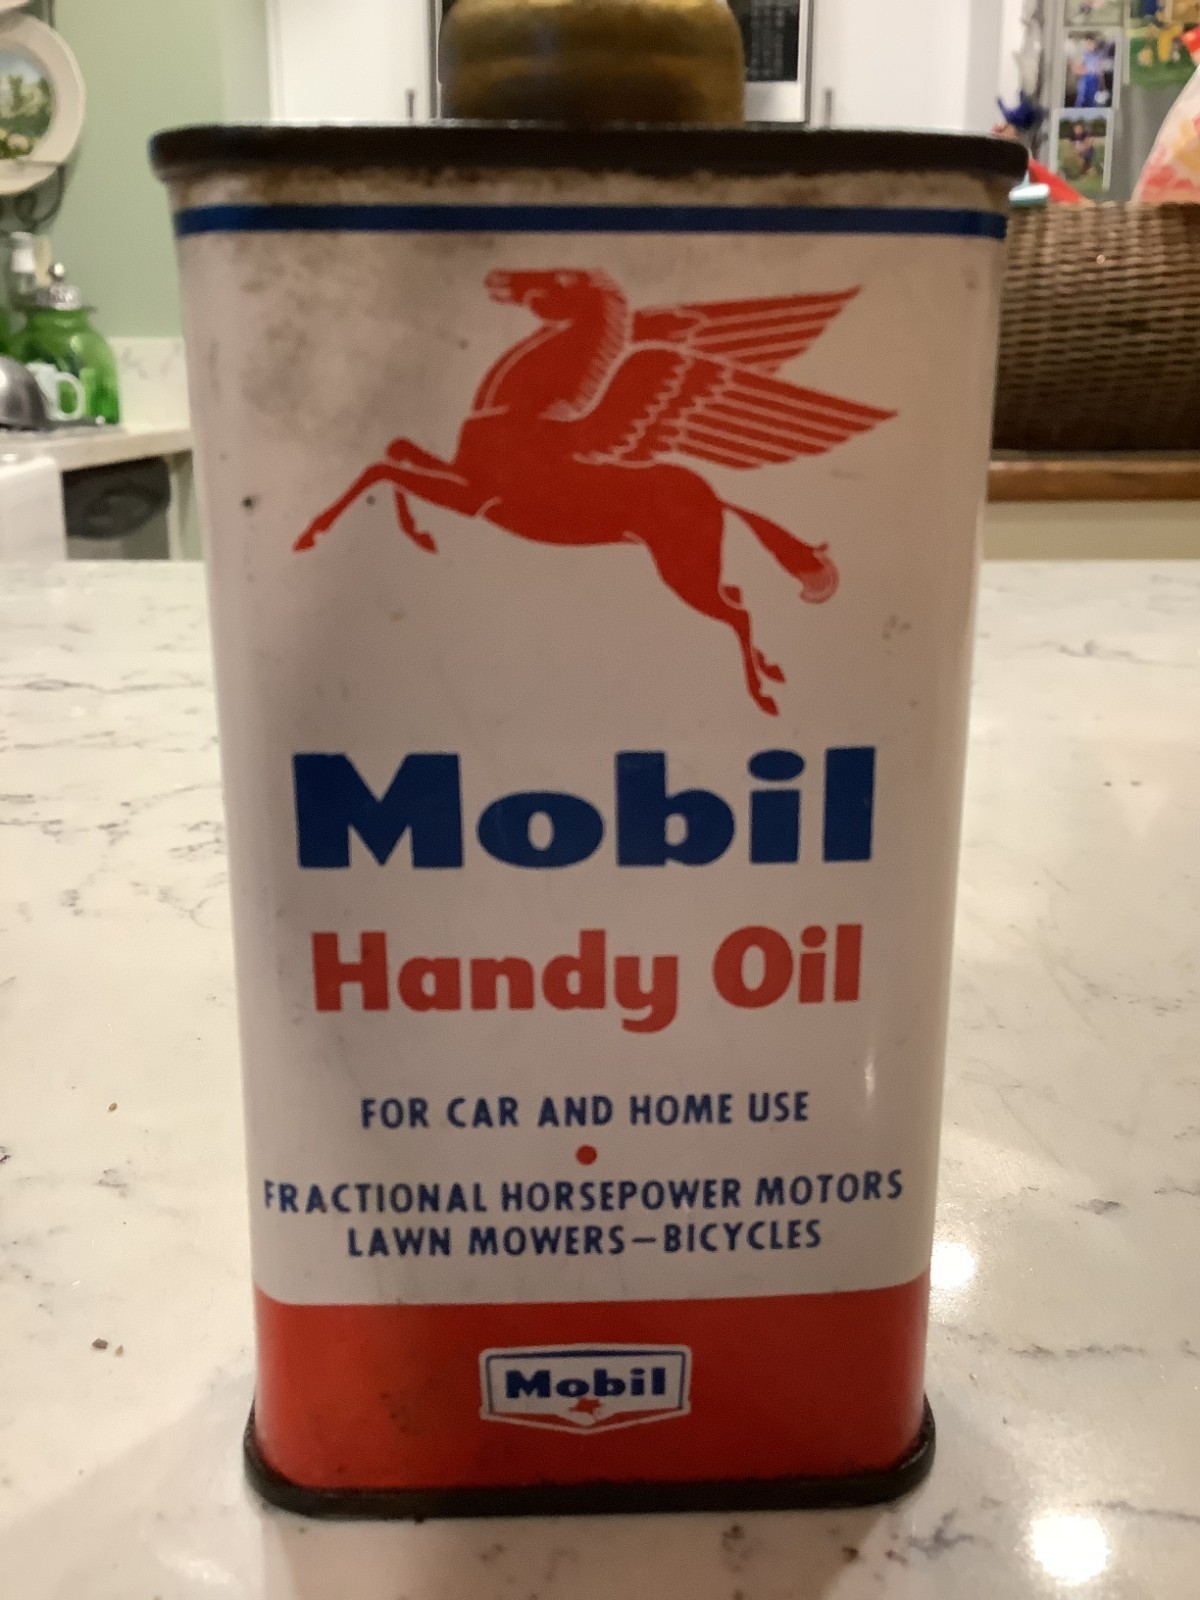 Mobil
Handy Oil
FOR CAR AND HOME USE
FRACTIONAL HORSEPOWER MOTORS
LAWN MOWERS—BICYCLES
Mobil